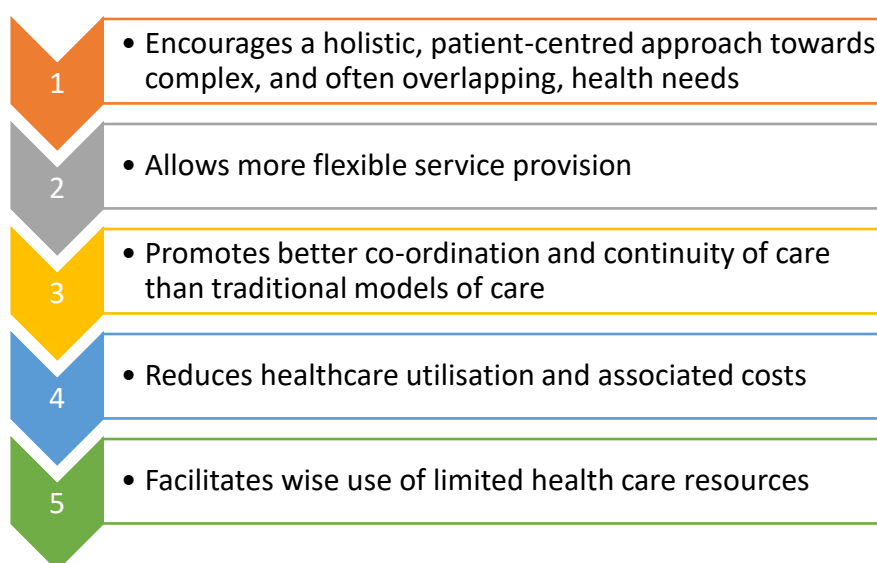 1
• Encourages a holistic, patient-centred approach towards
complex, and often overlapping, health needs
2
• Allows more flexible service provision
3
• Promotes better co-ordination and continuity of care
than traditional models of care
4
• Reduces healthcare utilisation and associated costs
5
• Facilitates wise use of limited health care resources